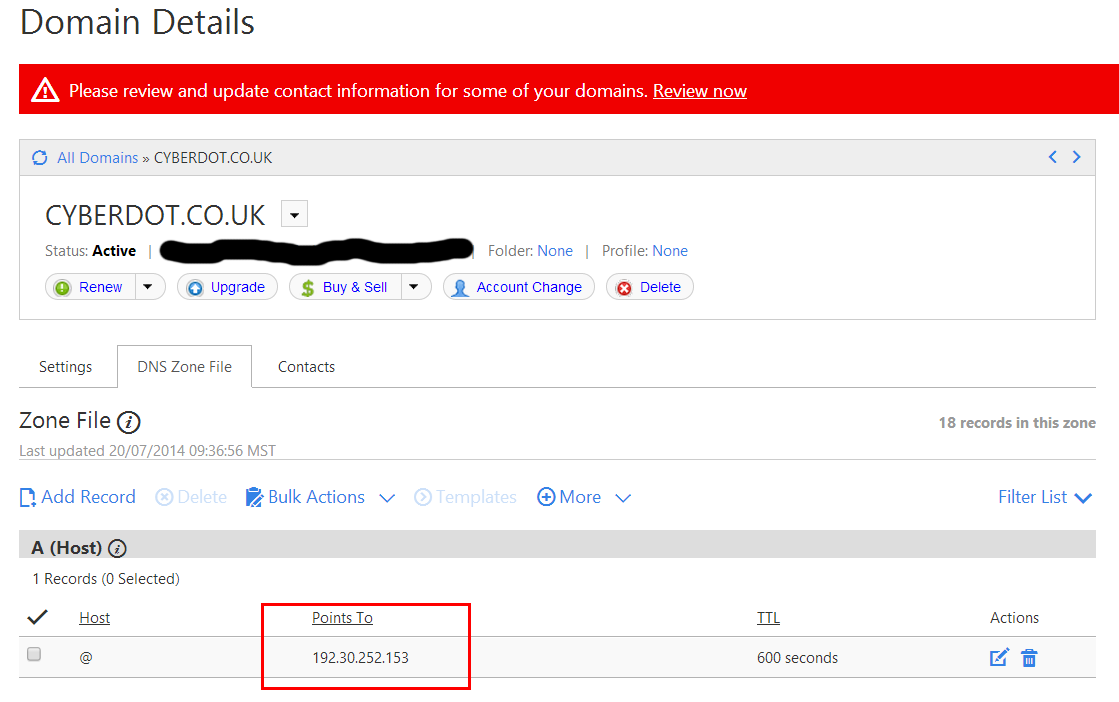 Domain Details
Please review and update contact information for some of your domains. Review now
All Domains » CYBERDOT.CO.UK
CYBERDOT.CO.UK
Status: Active | Folder: None | Profile: None
Renew Upgrade Buy & Sell Account Change Delete
Settings DNS Zone File Contacts
Zone File 18 records in this zone
Last updated 20/07/2014 09:36:56 MST
Add Record Delete Bulk Actions Templates More Filter List
A (Host)
1 Records (0 Selected)
Host Points To TTL Actions
@ 192.30.252.153 600 seconds